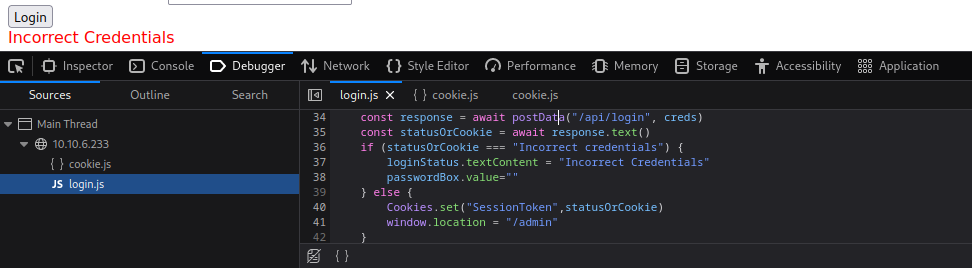 Login
Incorrect Credentials
Inspector Console Debugger Network Style Editor Performance Memory Storage Accessibility Application
Sources Outline Search
login.js cookie.js cookie.js
Main Thread
10.10.6.233
cookie.js
JS login.js
34 const response = await postData("/api/login", creds)
35 const statusOrCookie = await response.text()
36 if (statusOrCookie === "Incorrect credentials") {
37 loginStatus.textContent = "Incorrect Credentials"
38 passwordBox.value=""
39 } else {
40 Cookies.set("SessionToken",statusOrCookie)
41 window.location = "/admin"
42 }